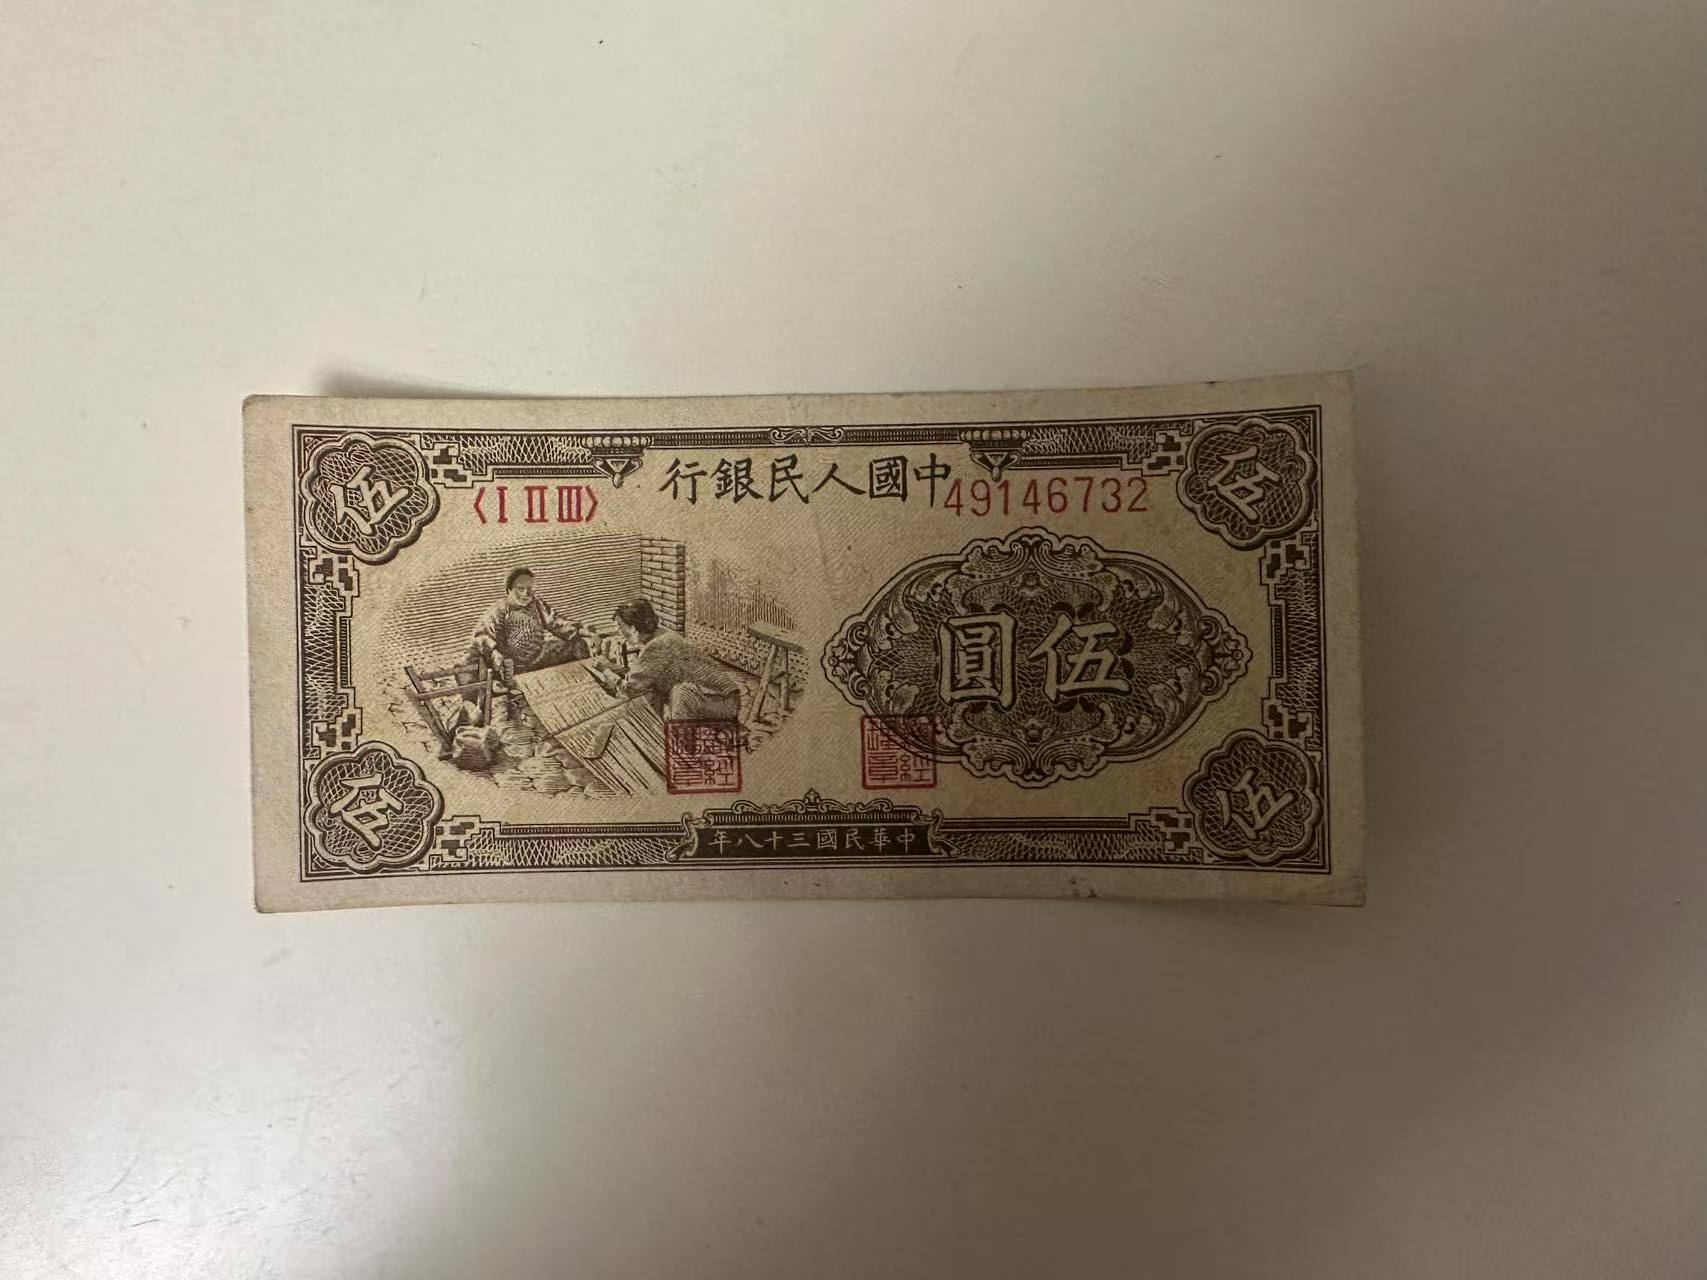 伍
伍
〈I II III〉
中國人民銀行
49146732
伍圓
伍
伍
中華民國三十八年